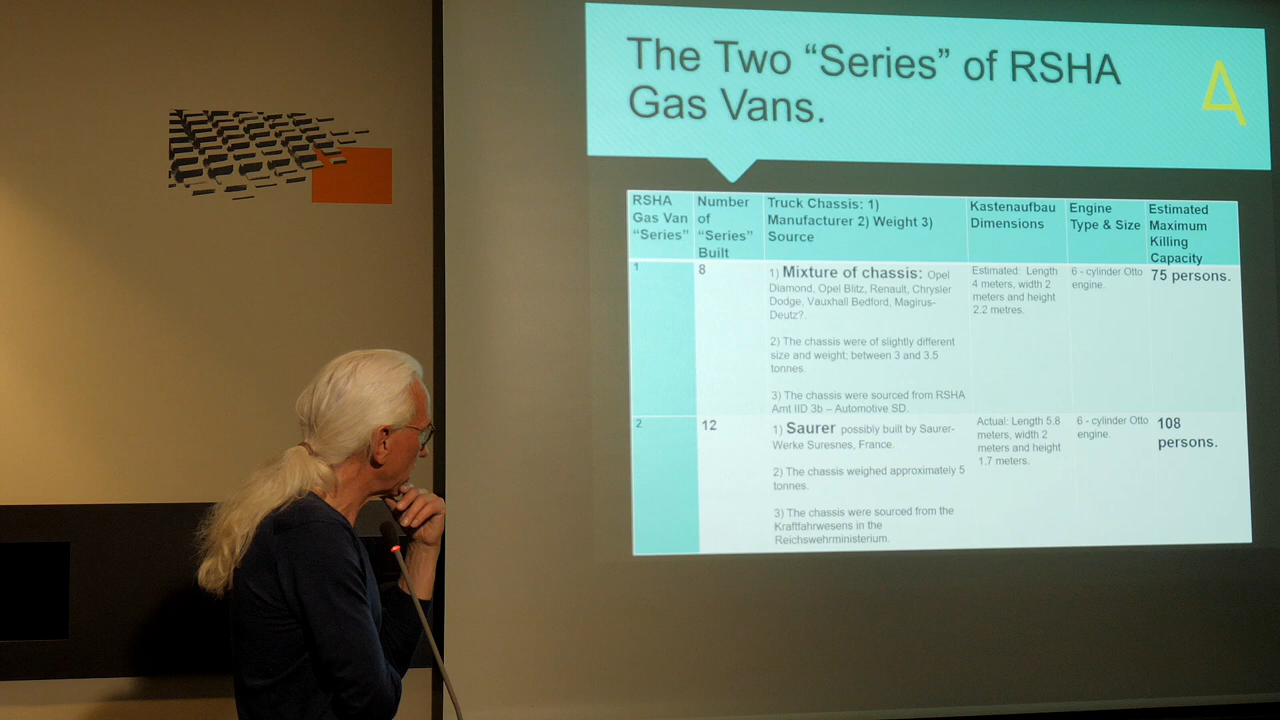 The Two “Series” of RSHA
Gas Vans.
RSHA
Gas Van
“Series”
Number
of
“Series”
Built
Truck Chassis: 1)
Manufacturer 2) Weight 3)
Source
Kastenaufbau
Dimensions
Engine
Type & Size
Estimated
Maximum
Killing
Capacity
1
8
1) Mixture of chassis: Opel
Diamond, Opel Blitz, Renault, Chrysler
Dodge, Vauxhall Bedford, Magirus-
Deutz?.
2) The chassis were of slightly different
size and weight; between 3 and 3.5
tonnes.
3) The chassis were sourced from RSHA
Amt IID 3b – Automotive SD.
Estimated: Length
4 meters, width 2
meters and height
2.2 metres.
6 - cylinder Otto
engine.
75 persons.
2
12
1) Saurer possibly built by Saurer-
Werke Suresnes, France.
2) The chassis weighed approximately 5
tonnes.
3) The chassis were sourced from the
Kraftfahrwesens in the
Reichswehrministerium.
Actual: Length 5.8
meters, width 2
meters and height
1.7 meters.
6 - cylinder Otto
engine.
108
persons.